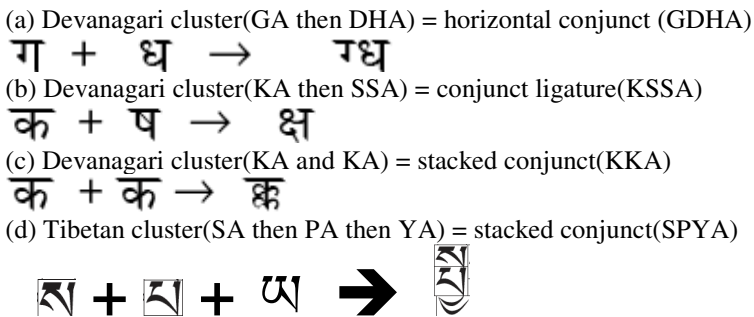 (a) Devanagari cluster(GA then DHA) = horizontal conjunct (GDHA)
ग + ध → ग्ध
(b) Devanagari cluster(KA then SSA) = conjunct ligature(KSSA)
क + ष → क्ष
(c) Devanagari cluster(KA and KA) = stacked conjunct(KKA)
क + क → क्क
(d) Tibetan cluster(SA then PA then YA) = stacked conjunct(SPYA)
ས + པ + ཡ ➔ སྤྱ